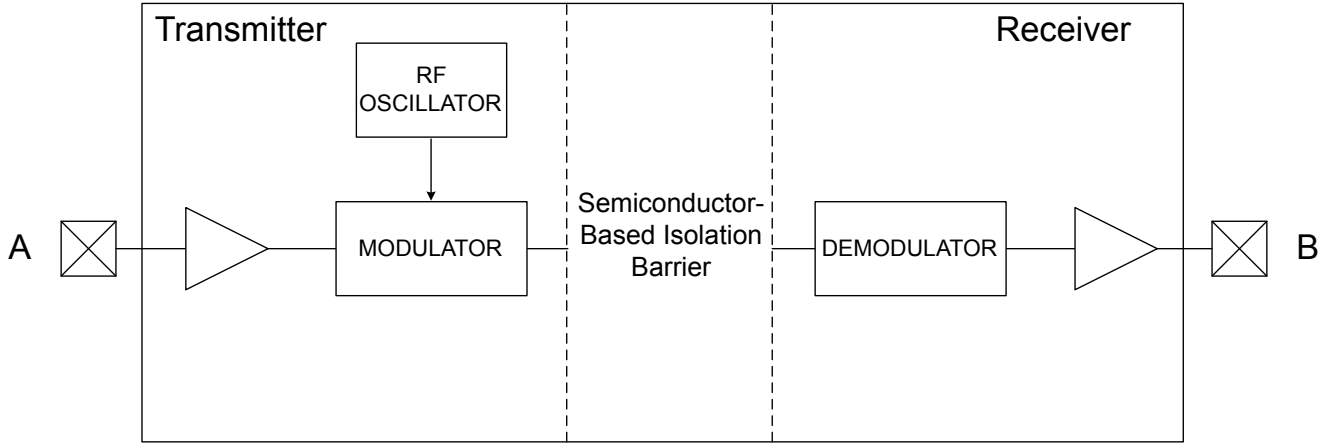 Transmitter
Receiver
RF
OSCILLATOR
A
MODULATOR
Semiconductor-
Based Isolation
Barrier
DEMODULATOR
B